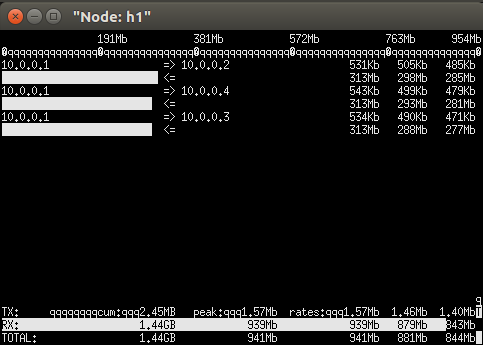 "Node: h1"
191Mb 381Mb 572Mb 763Mb 954Mb
0qqqqqqqqqqqqqqq0qqqqqqqqqqqqqqq0qqqqqqqqqqqqqqq0qqqqqqqqqqqqqqq0qqqqqqqqqqqqqqq
10.0.0.1 => 10.0.0.2 531Kb 505Kb 485Kb
<= 313Mb 298Mb 285Mb
10.0.0.1 => 10.0.0.4 543Kb 499Kb 479Kb
<= 313Mb 293Mb 281Mb
10.0.0.1 => 10.0.0.3 534Kb 490Kb 471Kb
<= 313Mb 288Mb 277Mb
q
TX: qqqqqqqqcum:qqq2.45MB peak:qqq1.57Mb rates:qqq1.57Mb 1.46Mb 1.40MbT
RX: 1.44GB 939Mb 939Mb 879Mb 843Mb
TOTAL: 1.44GB 941Mb 941Mb 881Mb 844Mb